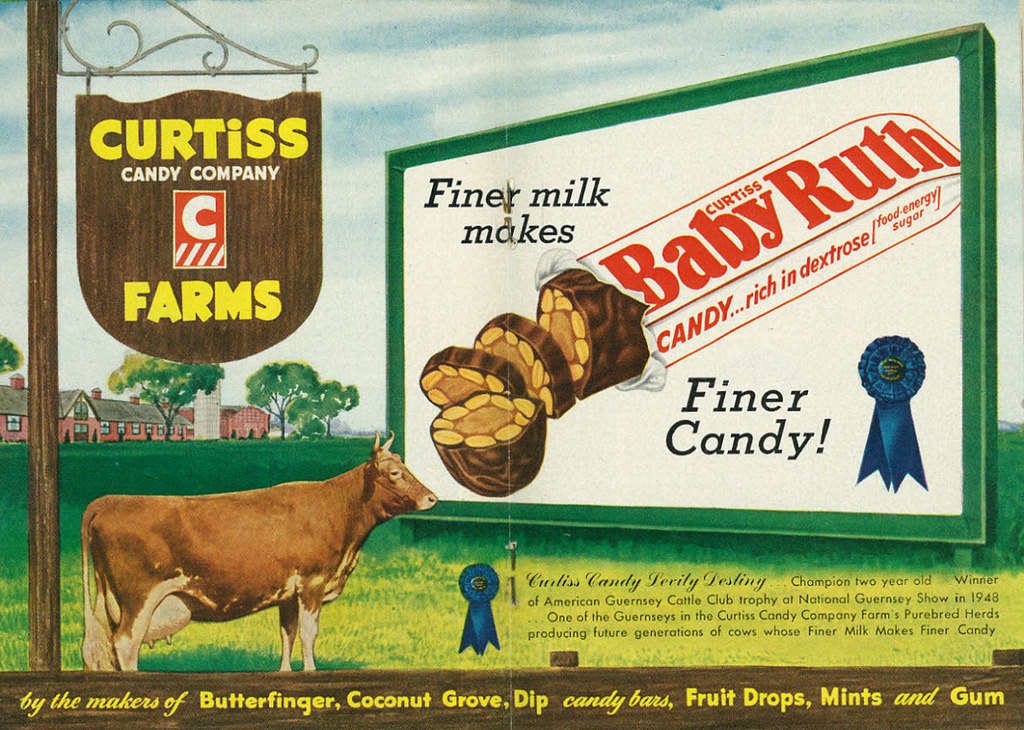 CURTiSS
CANDY COMPANY
C
FARMS
Finer milk
makes
CURTISS
Baby Ruth
CANDY...rich in dextrose [food-energy
sugar]
Finer
Candy!
Curtiss Candy Levily Destiny ... Champion two year old ... Winner
of American Guernsey Cattle Club trophy at National Guernsey Show in 1948
... One of the Guernseys in the Curtiss Candy Company Farm's Purebred Herds
producing future generations of cows whose Finer Milk Makes Finer Candy
by the makers of Butterfinger, Coconut Grove, Dip candy bars, Fruit Drops, Mints and Gum